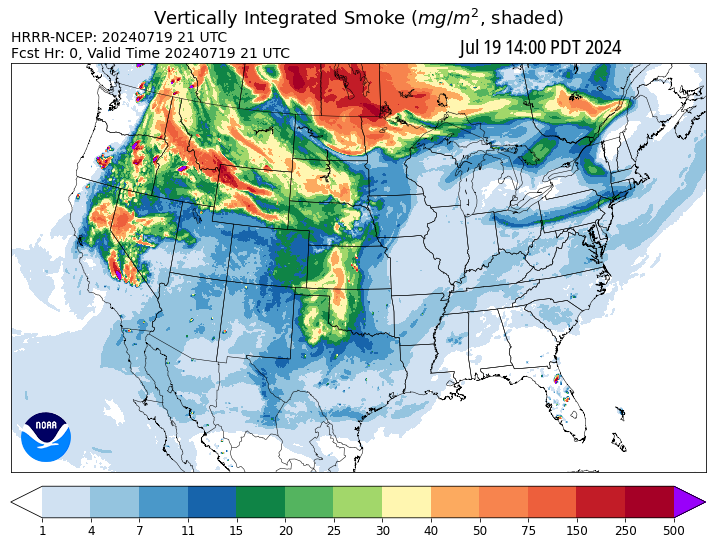 Vertically Integrated Smoke (mg/m², shaded)
HRRR-NCEP: 20240719 21 UTC
Fcst Hr: 0, Valid Time 20240719 21 UTC
Jul 19 14:00 PDT 2024
NOAA
1 4 7 11 15 20 25 30 40 50 75 150 250 500